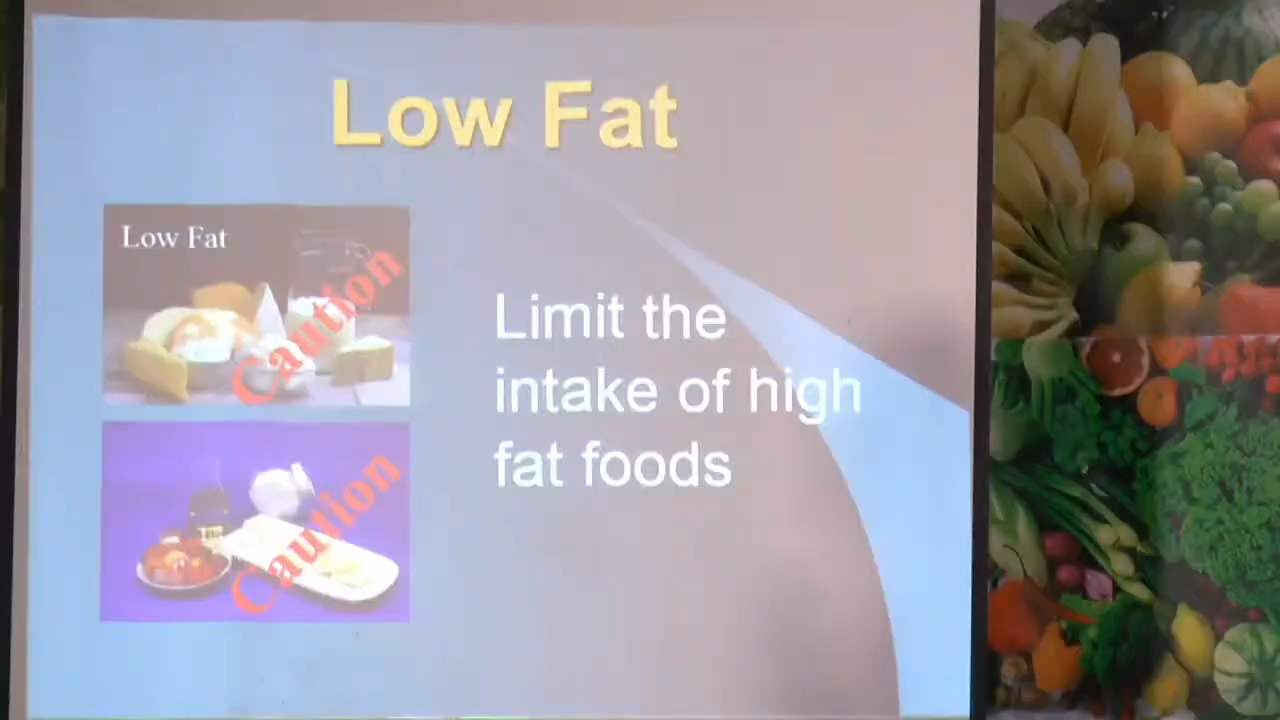 Low Fat
Low Fat
Caution
Limit the
intake of high
fat foods
Caution